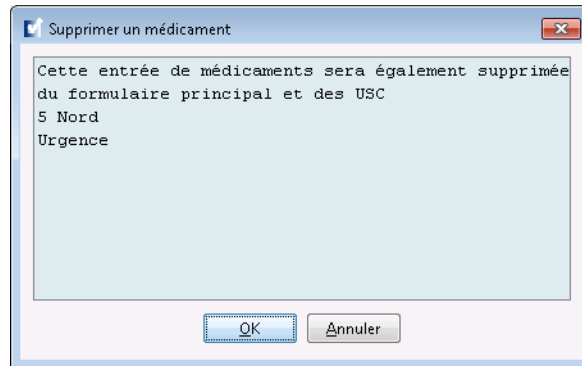 Supprimer un médicament
Cette entrée de médicaments sera également supprimée
du formulaire principal et des USC
5 Nord
Urgence
OK
Annuler